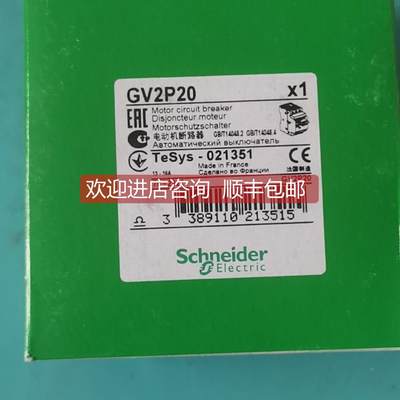 GV2P20 x1
Motor circuit breaker
Disjoncteur moteur
Motorschutzschalter
电动机断路器 GB/T14048.2 GB/T14048.4
Автоматический выключатель
TeSys - 021351
Made in France
13 - 18A Сделано во Франции 法国制造
欢迎进店咨询 顺丰包邮
GV2P20
3 389110 213515
Schneider
Electric